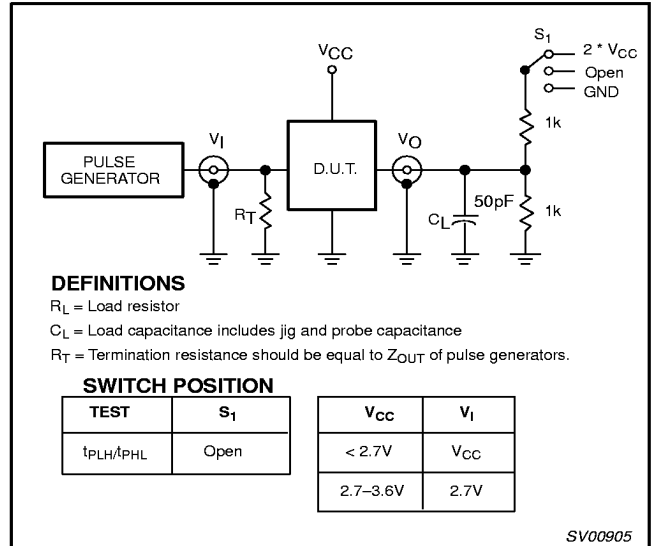 S1
2 * VCC
Open
GND
VCC
1k
VI
VO
PULSE
GENERATOR
D.U.T.
RT
50pF
CL
1k
DEFINITIONS
RL = Load resistor
CL = Load capacitance includes jig and probe capacitance
RT = Termination resistance should be equal to ZOUT of pulse generators.
SWITCH POSITION
TEST S1
tPLH/tPHL Open
VCC VI
< 2.7V VCC
2.7–3.6V 2.7V
SV00905